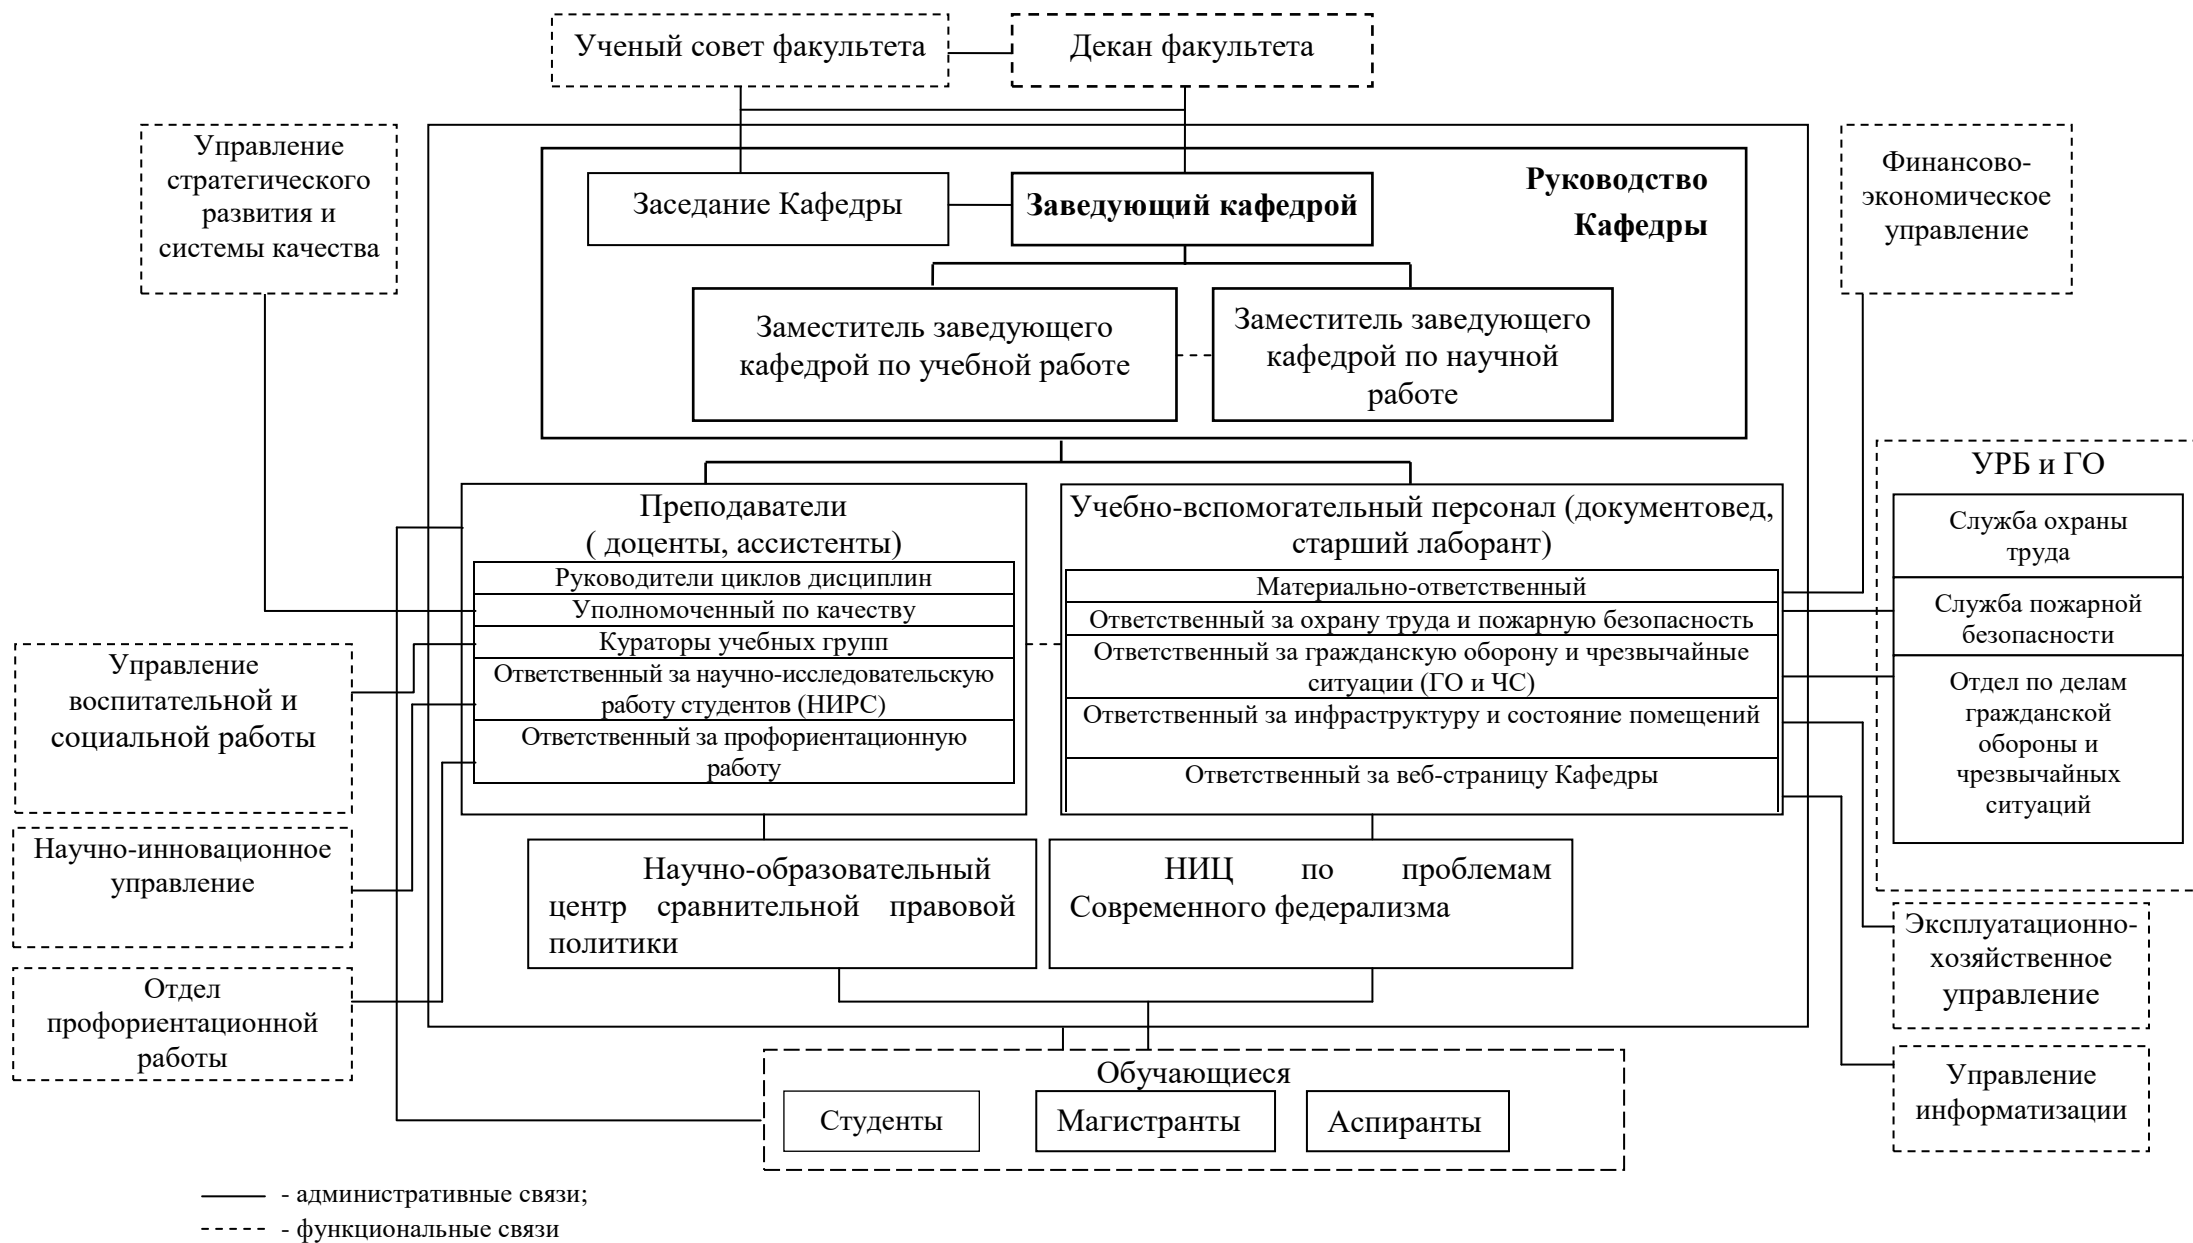 Ученый совет факультета
Декан факультета
Управление
стратегического
развития и
системы качества
Заседание Кафедры
Заведующий кафедрой
Руководство
Кафедры
Финансово-
экономическое
управление
Заместитель заведующего
кафедрой по учебной работе
Заместитель заведующего
кафедрой по научной
работе
Преподаватели
( доценты, ассистенты)
Руководители циклов дисциплин
Уполномоченный по качеству
Кураторы учебных групп
Ответственный за научно-исследовательскую
работу студентов (НИРС)
Ответственный за профориентационную
работу
Учебно-вспомогательный персонал (документовед,
старший лаборант)
Материально-ответственный
Ответственный за охрану труда и пожарную безопасность
Ответственный за гражданскую оборону и чрезвычайные
ситуации (ГО и ЧС)
Ответственный за инфраструктуру и состояние помещений
Ответственный за веб-страницу Кафедры
УРБ и ГО
Служба охраны
труда
Служба пожарной
безопасности
Отдел по делам
гражданской
обороны и
чрезвычайных
ситуаций
Управление
воспитательной и
социальной работы
Научно-инновационное
управление
Отдел
профориентационной
работы
Научно-образовательный
центр сравнительной правовой
политики
НИЦ по проблемам
Современного федерализма
Эксплуатационно-
хозяйственное
управление
Управление
информатизации
Обучающиеся
Студенты
Магистранты
Аспиранты
- административные связи;
- функциональные связи